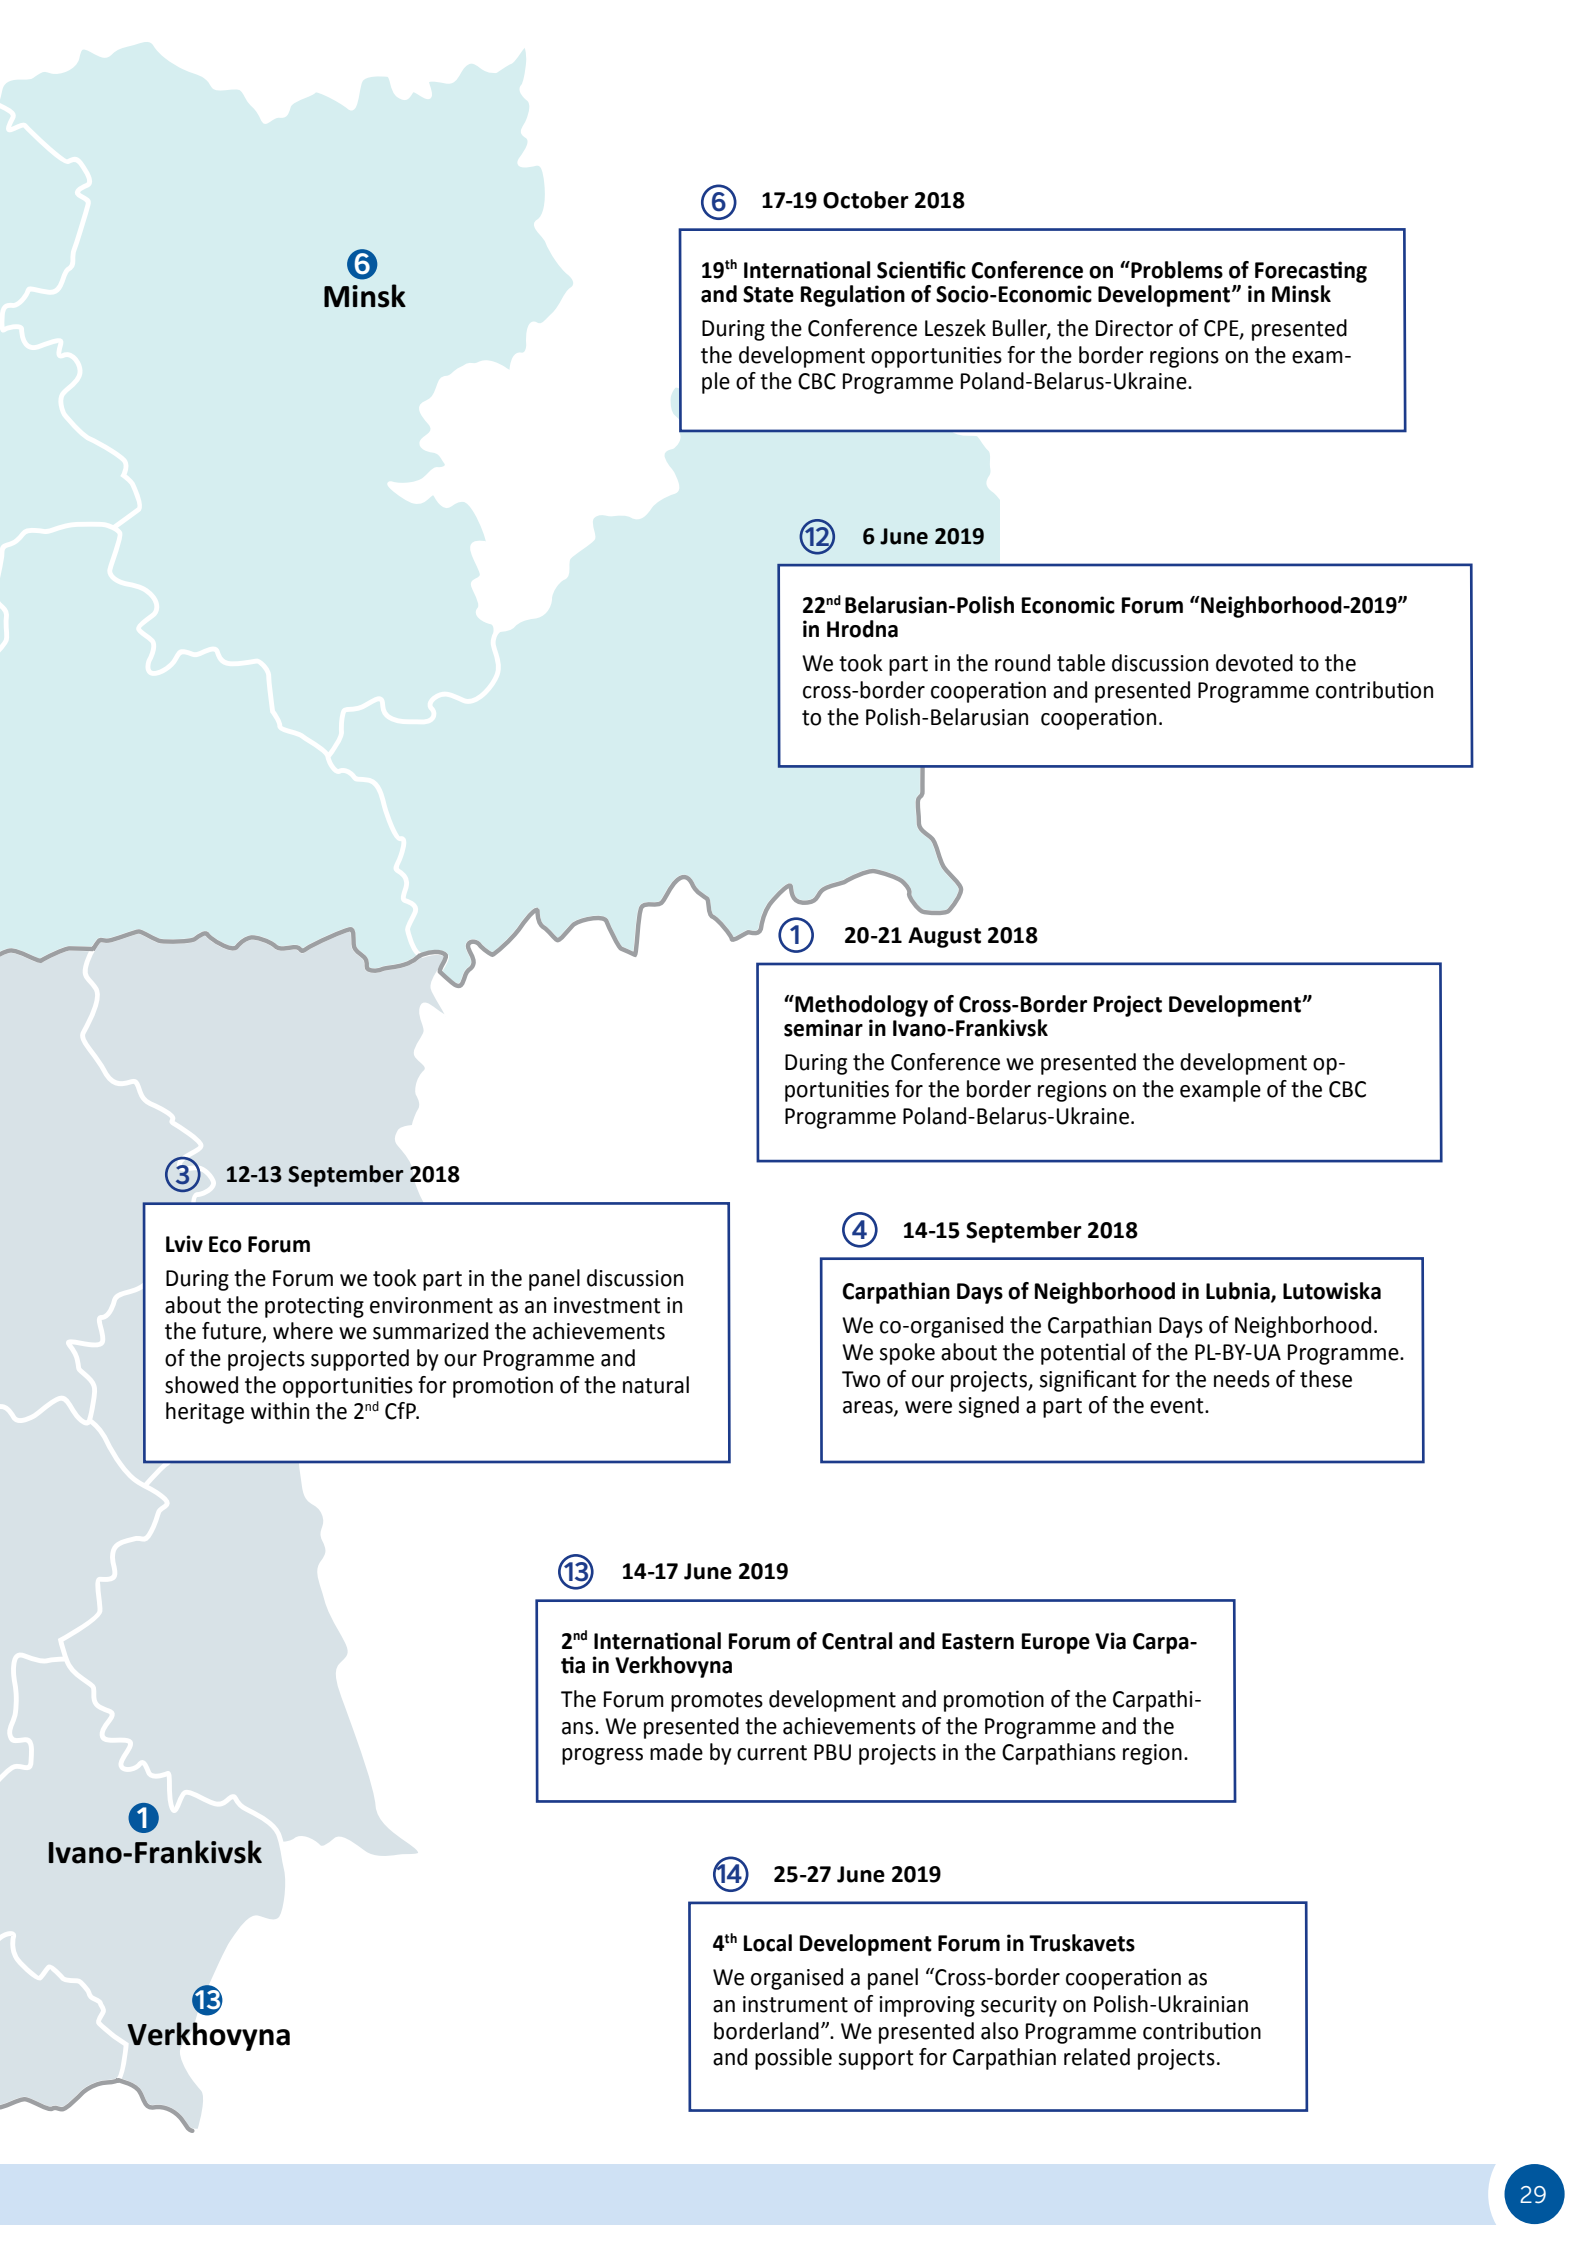 6 17-19 October 2018
19th International Scientific Conference on “Problems of Forecasting
and State Regulation of Socio-Economic Development” in Minsk
During the Conference Leszek Buller, the Director of CPE, presented
the development opportunities for the border regions on the exam-
ple of the CBC Programme Poland-Belarus-Ukraine.
6
Minsk
12 6 June 2019
22nd Belarusian-Polish Economic Forum “Neighborhood-2019”
in Hrodna
We took part in the round table discussion devoted to the
cross-border cooperation and presented Programme contribution
to the Polish-Belarusian cooperation.
1 20-21 August 2018
“Methodology of Cross-Border Project Development”
seminar in Ivano-Frankivsk
During the Conference we presented the development op-
portunities for the border regions on the example of the CBC
Programme Poland-Belarus-Ukraine.
3 12-13 September 2018
Lviv Eco Forum
During the Forum we took part in the panel discussion
about the protecting environment as an investment in
the future, where we summarized the achievements
of the projects supported by our Programme and
showed the opportunities for promotion of the natural
heritage within the 2nd CfP.
4 14-15 September 2018
Carpathian Days of Neighborhood in Lubnia, Lutowiska
We co-organised the Carpathian Days of Neighborhood.
We spoke about the potential of the PL-BY-UA Programme.
Two of our projects, significant for the needs of these
areas, were signed a part of the event.
13 14-17 June 2019
2nd International Forum of Central and Eastern Europe Via Carpa-
tia in Verkhovyna
The Forum promotes development and promotion of the Carpathi-
ans. We presented the achievements of the Programme and the
progress made by current PBU projects in the Carpathians region.
1
Ivano-Frankivsk
14 25-27 June 2019
4th Local Development Forum in Truskavets
We organised a panel “Cross-border cooperation as
an instrument of improving security on Polish-Ukrainian
borderland”. We presented also Programme contribution
and possible support for Carpathian related projects.
13
Verkhovyna
29